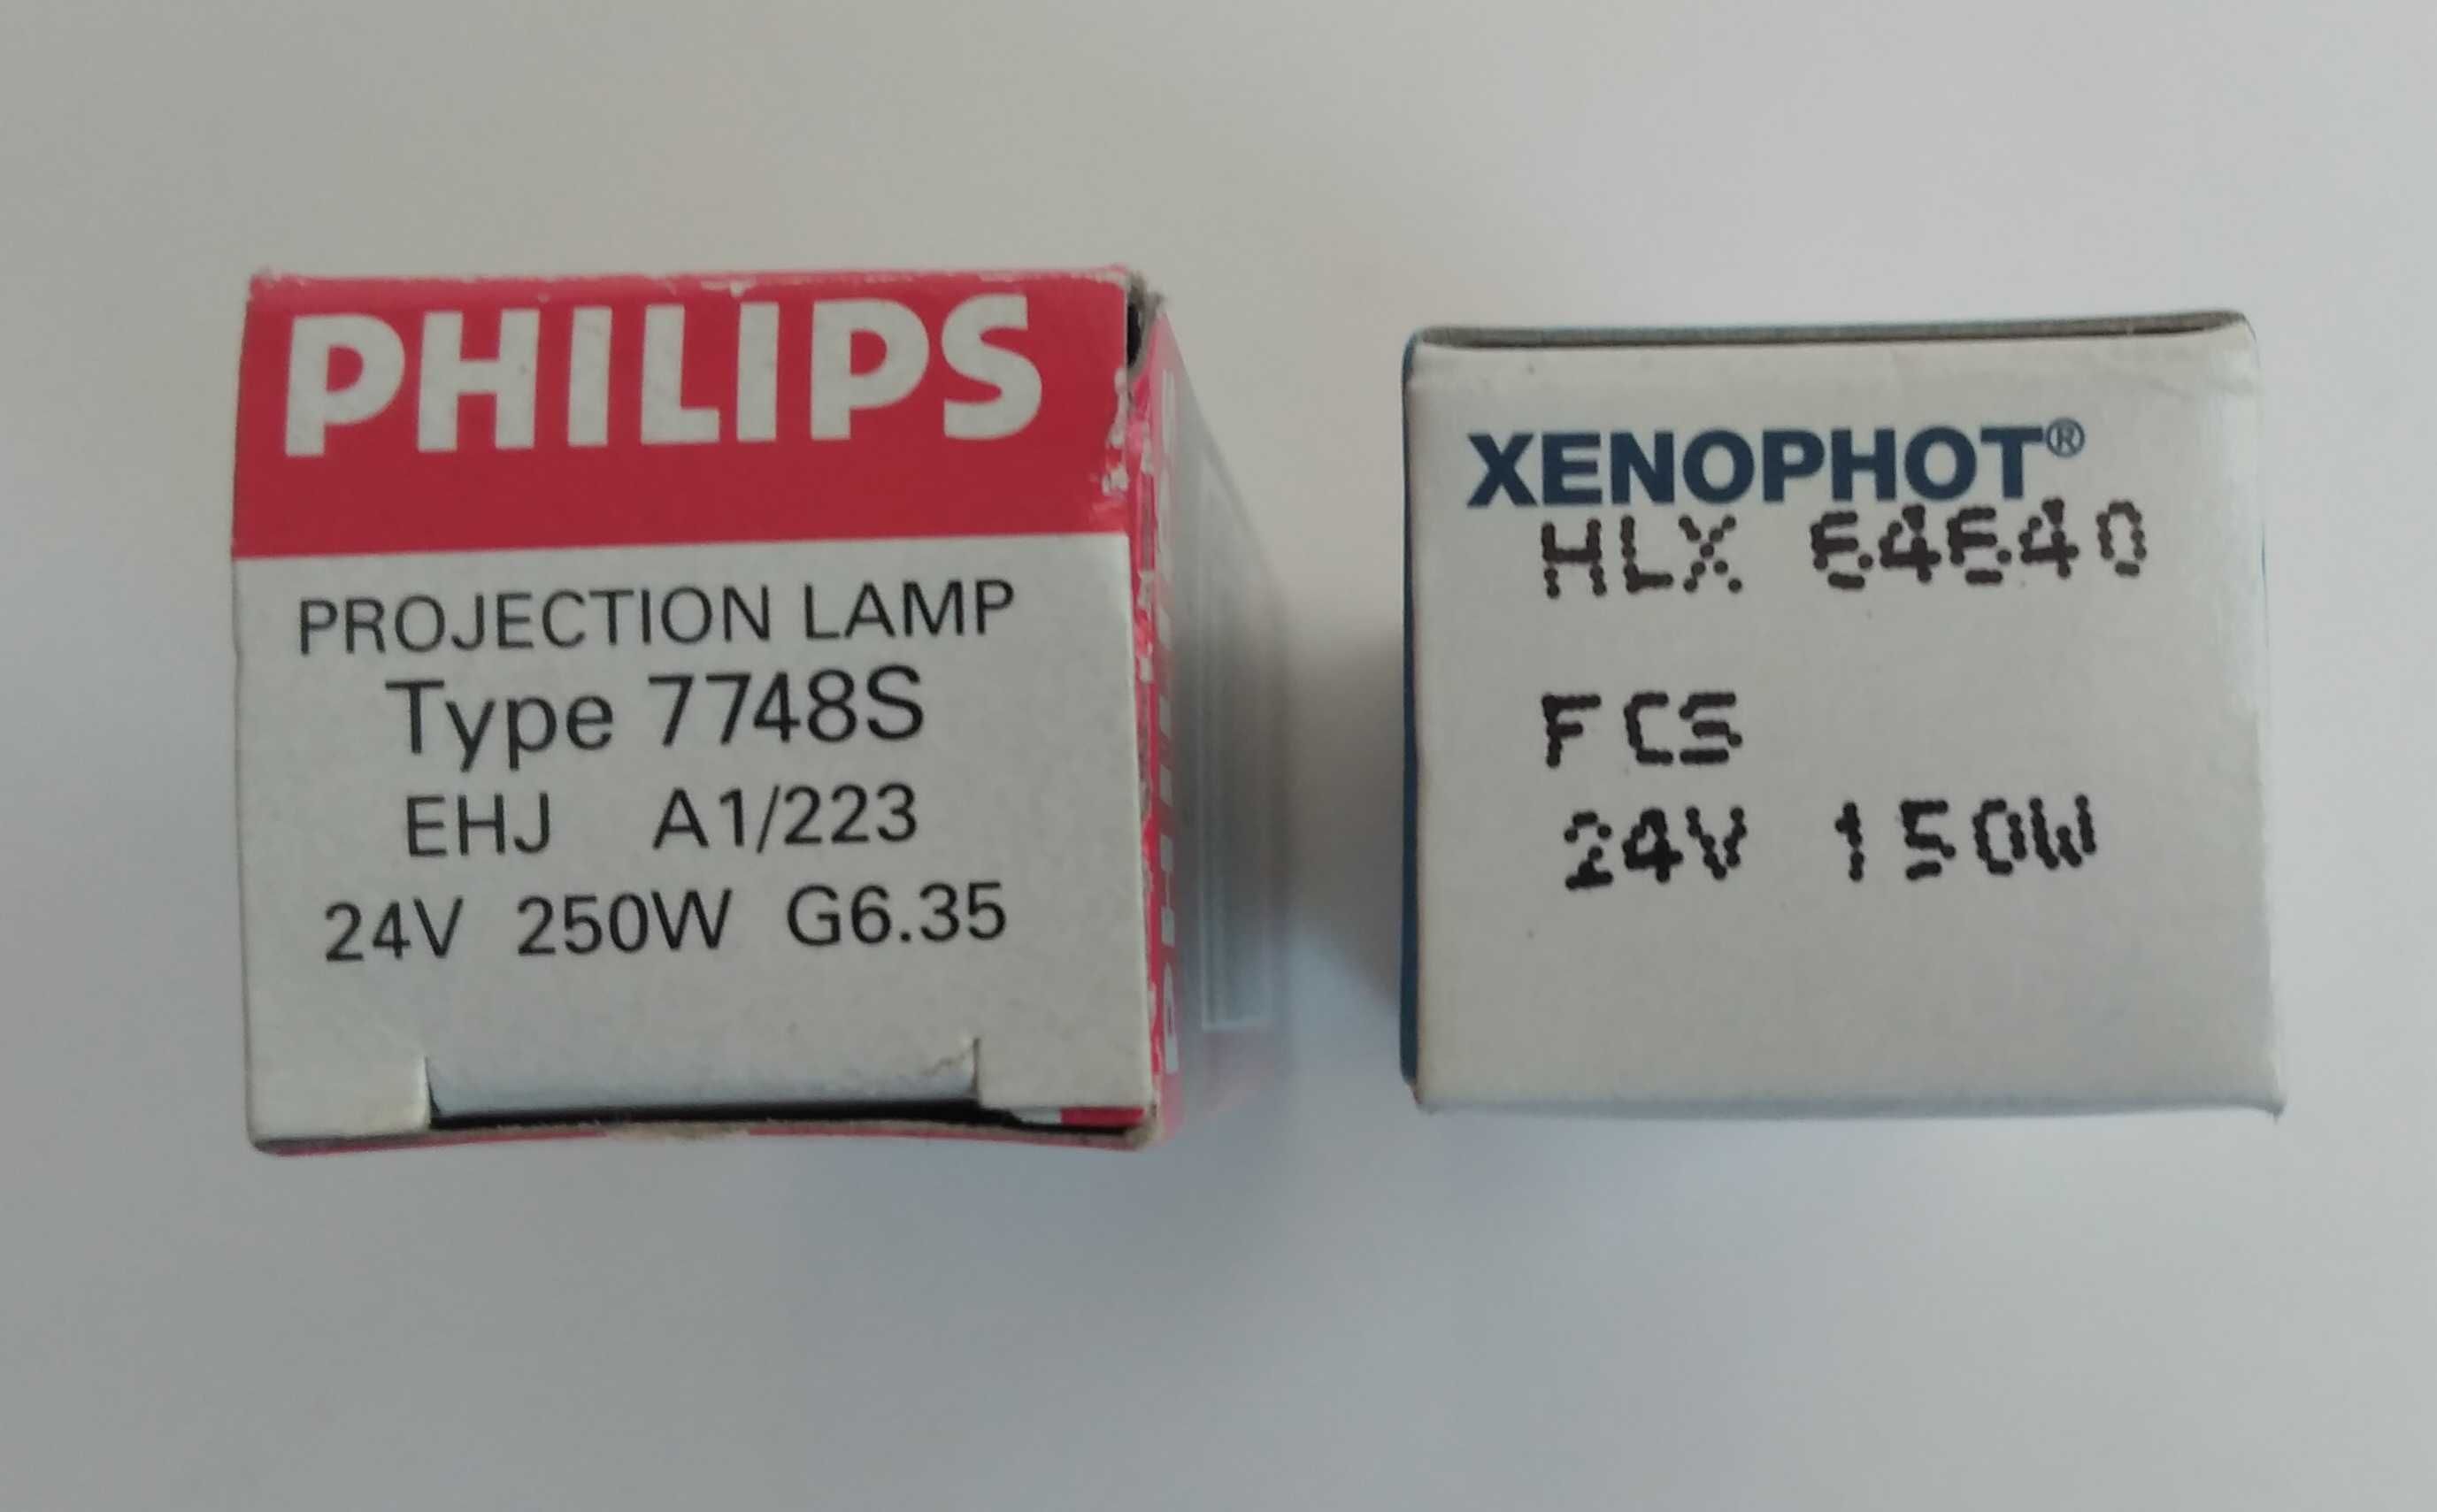 PHILIPS
PROJECTION LAMP
Type 7748S
EHJ A1/223
24V 250W G6.35
XENOPHOT®
HLX 64640
FCS
24V 150W